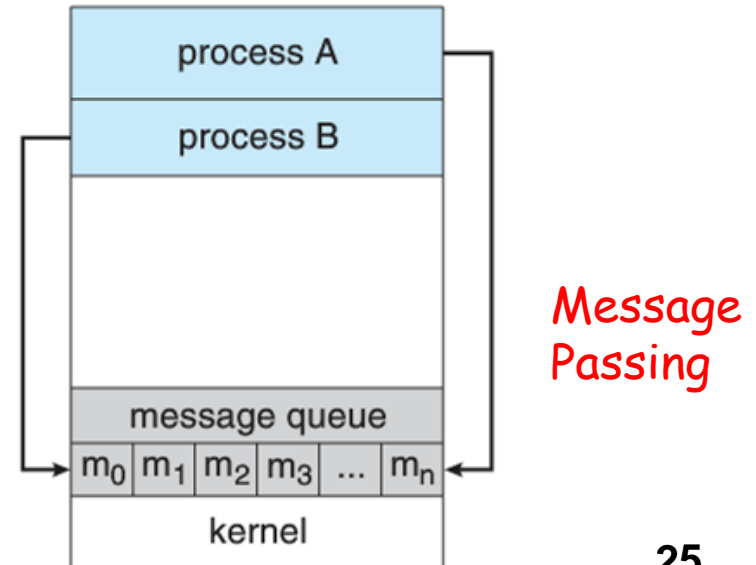 process A
process B
Message
Passing
message queue
m₀ m₁ m₂ m₃ ... mₙ
kernel
25